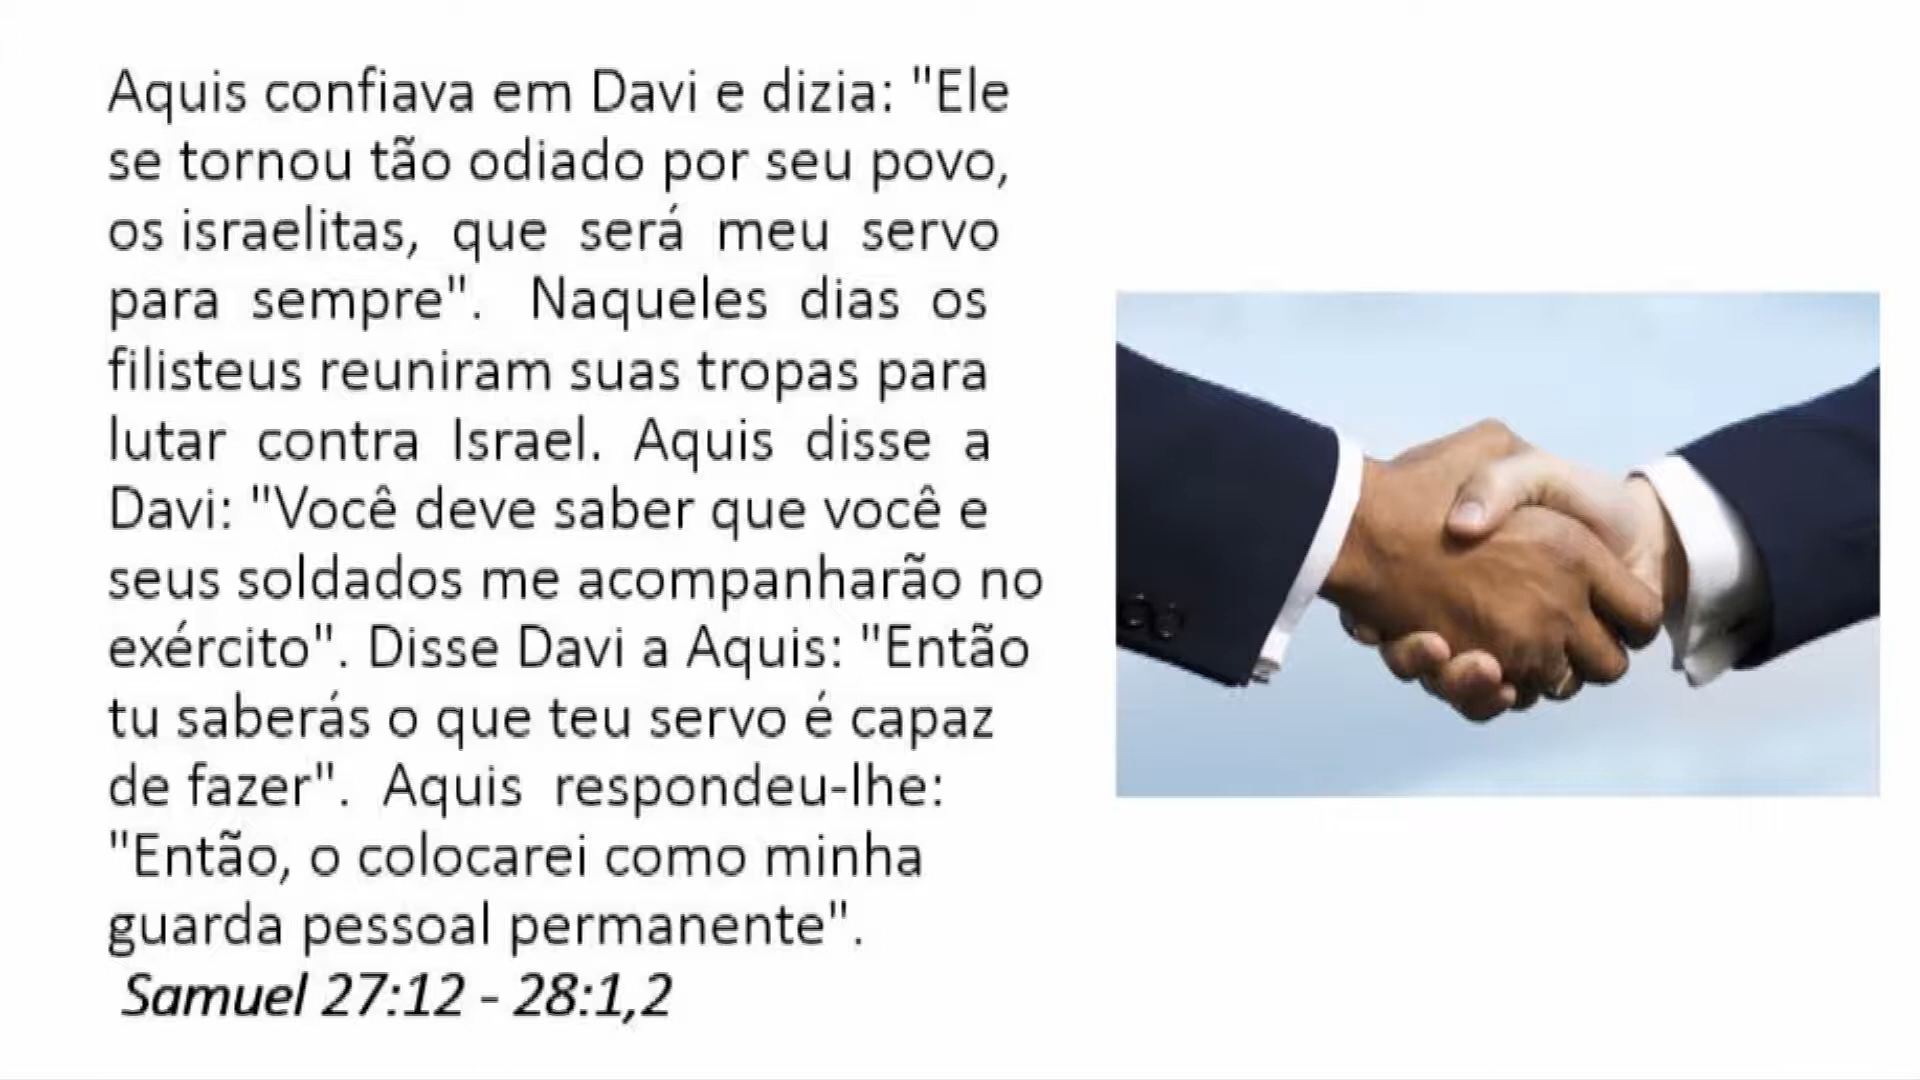 Aquis confiava em Davi e dizia: "Ele
se tornou tão odiado por seu povo,
os israelitas, que será meu servo
para sempre". Naqueles dias os
filisteus reuniram suas tropas para
lutar contra Israel. Aquis disse a
Davi: "Você deve saber que você e
seus soldados me acompanharão no
exército". Disse Davi a Aquis: "Então
tu saberás o que teu servo é capaz
de fazer". Aquis respondeu-lhe:
"Então, o colocarei como minha
guarda pessoal permanente".
Samuel 27:12 - 28:1,2